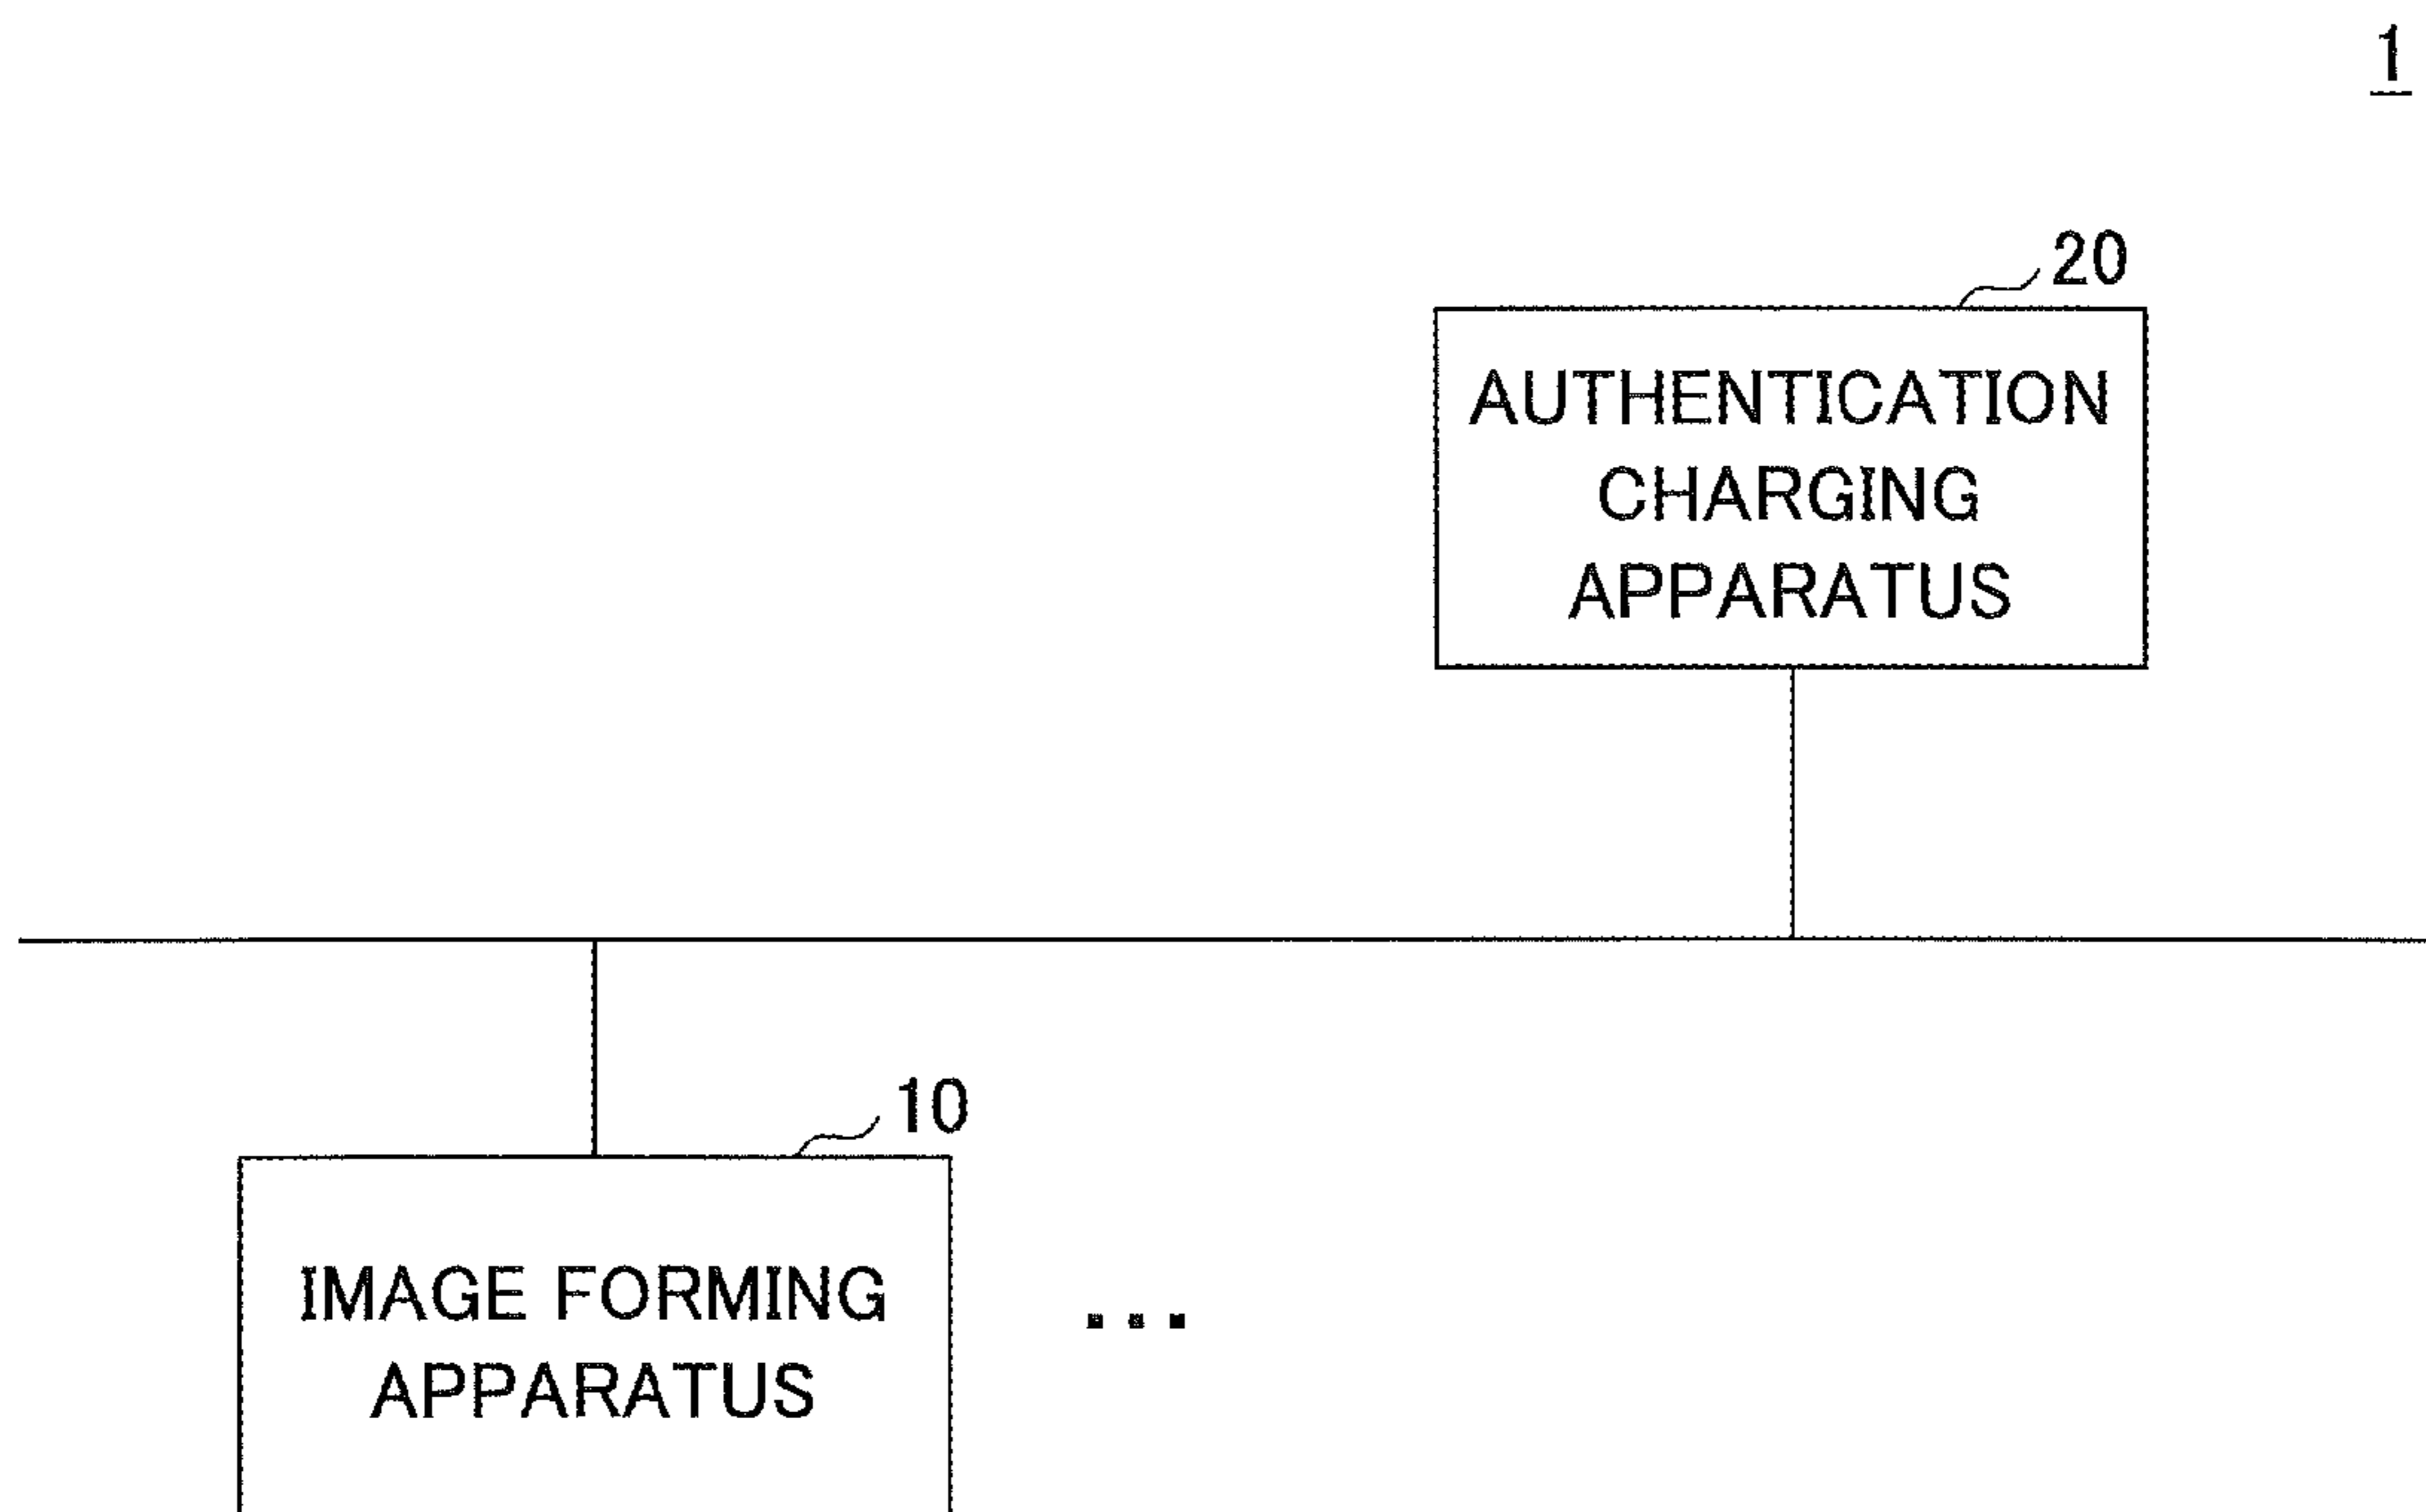 1
20
AUTHENTICATION
CHARGING
APPARATUS
10
IMAGE FORMING
APPARATUS
...